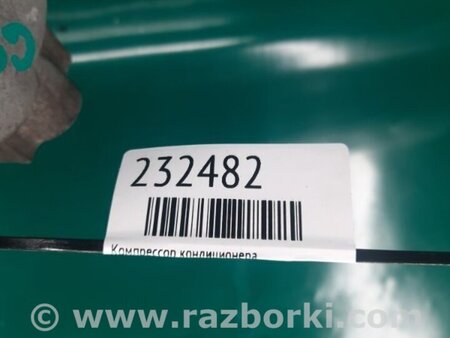 232482
Компрессор кондиционера
© www.razborki.com